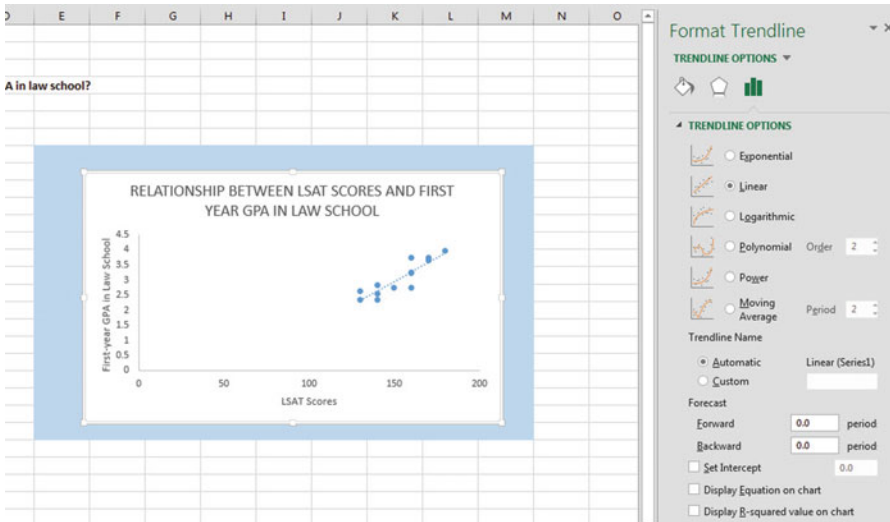 E F G H I J K L M N O
A in law school?
RELATIONSHIP BETWEEN LSAT SCORES AND FIRST
YEAR GPA IN LAW SCHOOL
First-year GPA in Law School
4.5
4
3.5
3
2.5
2
1.5
1
0.5
0
0 50 100 150 200
LSAT Scores
Format Trendline
TRENDLINE OPTIONS
TRENDLINE OPTIONS
Exponential
Linear
Logarithmic
Polynomial Order 2
Power
Moving
Average Period 2
Trendline Name
Automatic Linear (Series1)
Custom
Forecast
Forward 0.0 period
Backward 0.0 period
Set Intercept 0.0
Display Equation on chart
Display R-squared value on chart